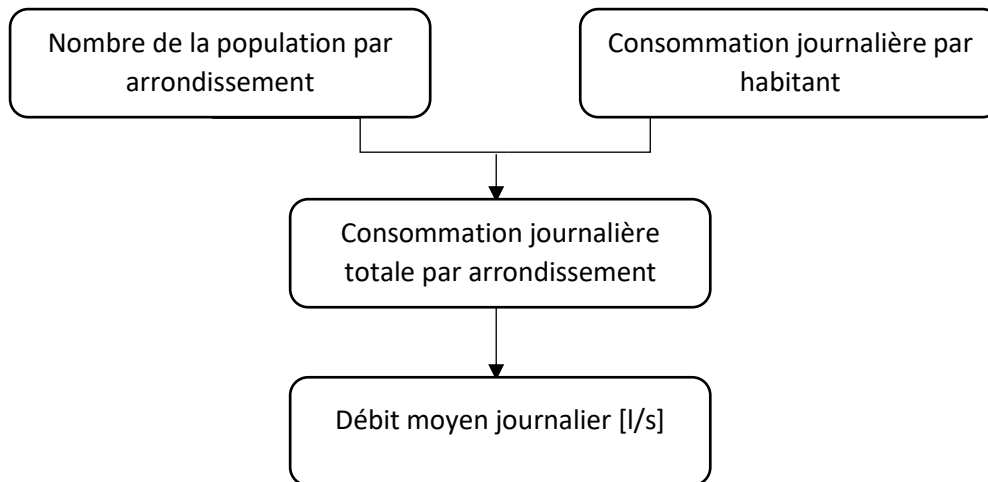 Nombre de la population par
arrondissement
Consommation journalière par
habitant
Consommation journalière
totale par arrondissement
Débit moyen journalier [l/s]